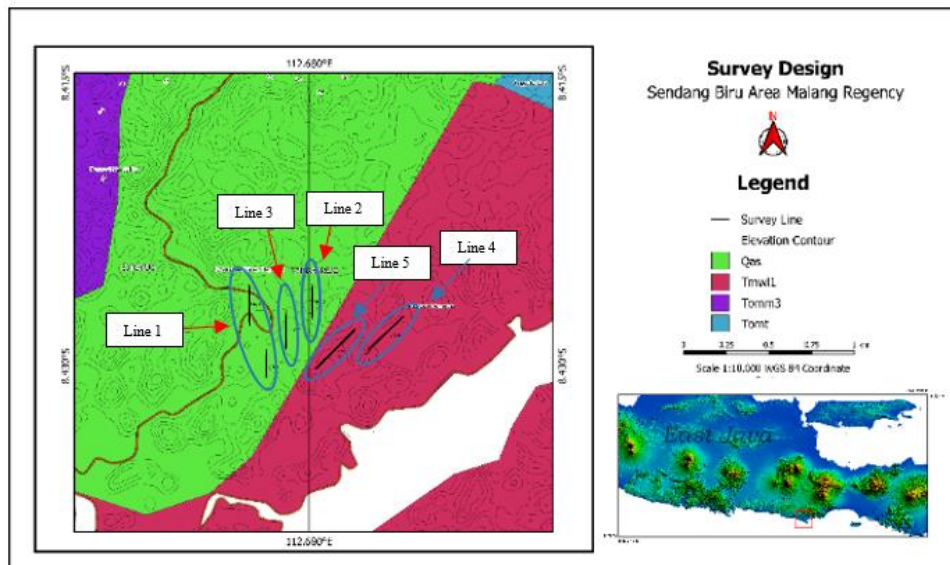 112.680°E
8.415°S
8.415°S
Line 3
Line 2
Line 5
Line 4
Line 1
8.430°S
8.430°S
112.680°E
Survey Design
Sendang Biru Area Malang Regency
N
Legend
Survey Line
Elevation Contour
Qas
Tmwl1
Tomm3
Tomt
0 0.25 0.5 0.75 1 km
Scale 1:10,000 WGS 84 Coordinate
East Java